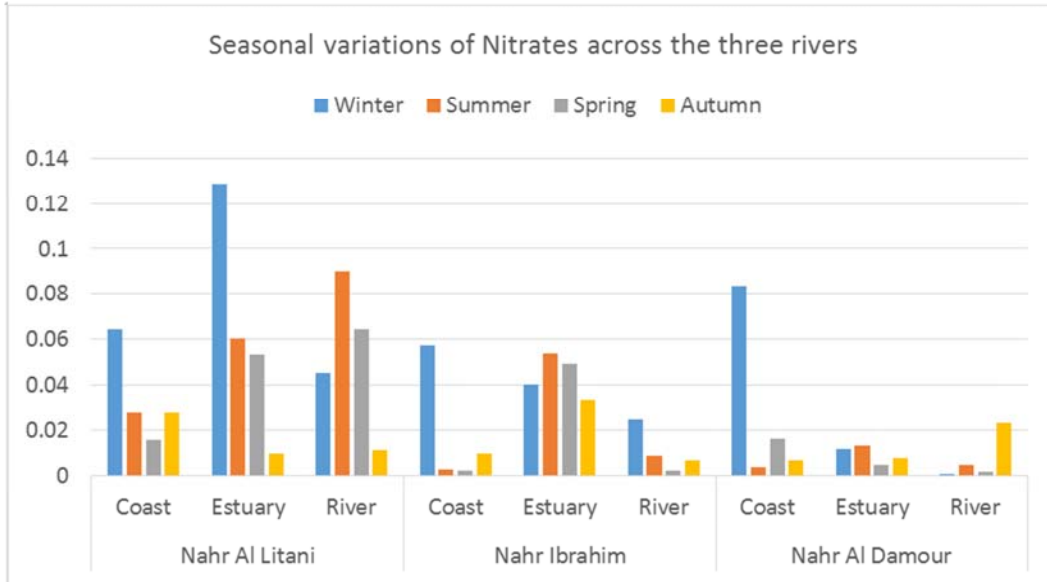 Seasonal variations of Nitrates across the three rivers
Winter Summer Spring Autumn
0.14
0.12
0.1
0.08
0.06
0.04
0.02
0
Coast Estuary River Coast Estuary River Coast Estuary River
Nahr Al Litani Nahr Ibrahim Nahr Al Damour